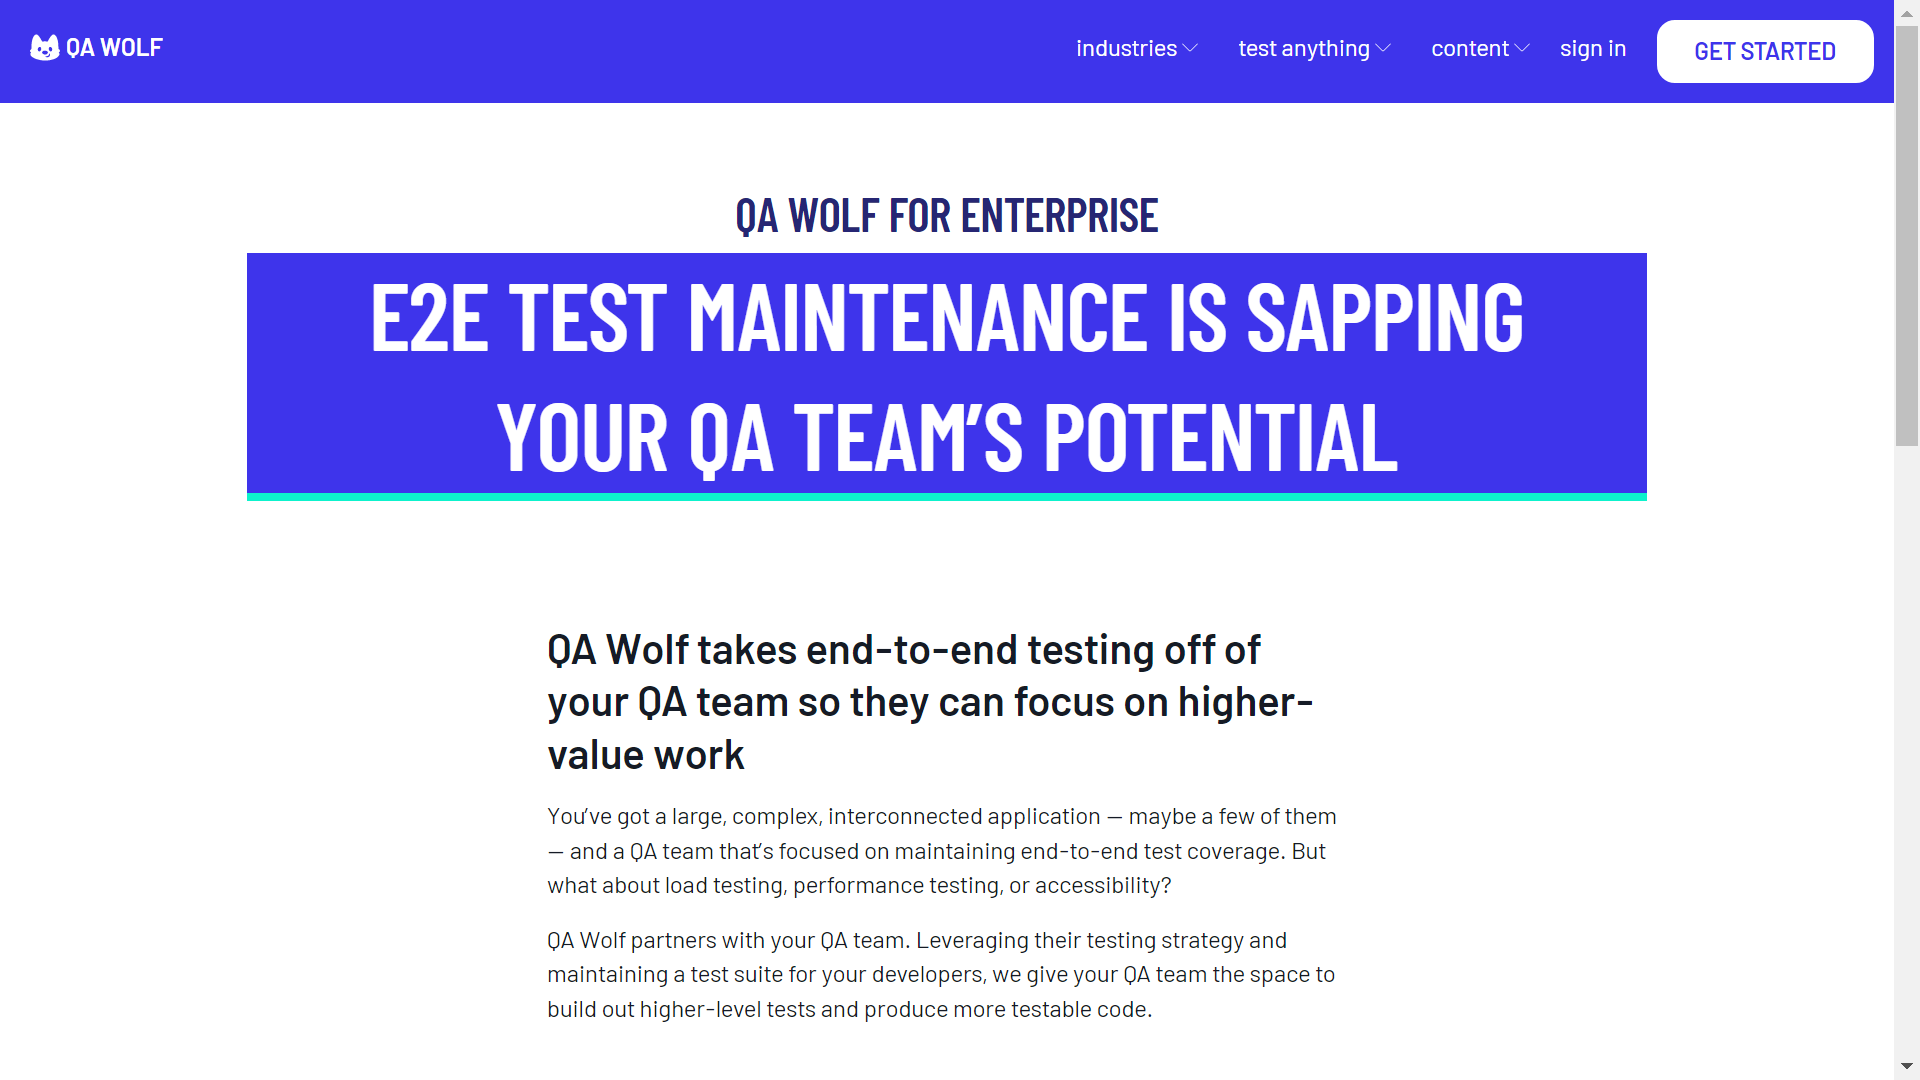 QA WOLF
industries
test anything
content
sign in
GET STARTED
QA WOLF FOR ENTERPRISE
E2E TEST MAINTENANCE IS SAPPING
YOUR QA TEAM’S POTENTIAL
QA Wolf takes end-to-end testing off of
your QA team so they can focus on higher-
value work
You’ve got a large, complex, interconnected application — maybe a few of them
— and a QA team that’s focused on maintaining end-to-end test coverage. But
what about load testing, performance testing, or accessibility?
QA Wolf partners with your QA team. Leveraging their testing strategy and
maintaining a test suite for your developers, we give your QA team the space to
build out higher-level tests and produce more testable code.